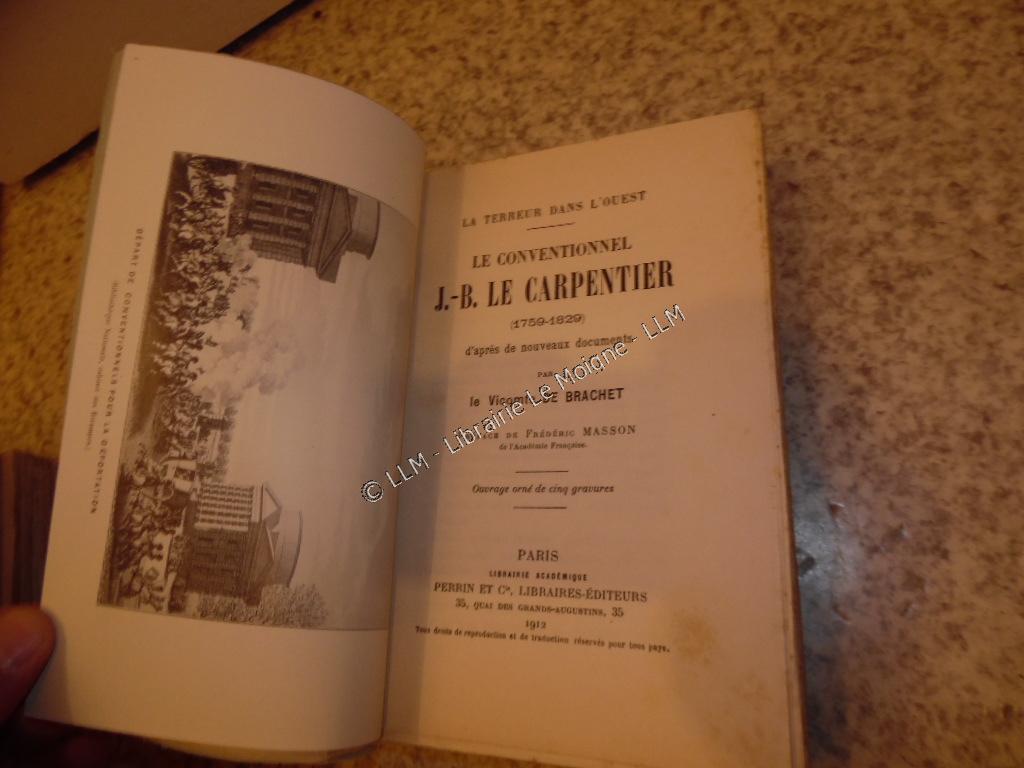 DÉPART DE CONVENTIONNELS POUR LA DÉPORTATION
LA TERREUR DANS L'OUEST
LE CONVENTIONNEL
J.-B. LE CARPENTIER
(1759-1829)
d'après de nouveaux documents
PAR
le Vicomte DE BRACHET
DE FRÉDÉRIC MASSON
de l'Académie Française.
Ouvrage orné de cinq gravures
PARIS
LIBRAIRIE ACADÉMIQUE
PERRIN ET Cie, LIBRAIRES-ÉDITEURS
35, QUAI DES GRANDS-AUGUSTINS, 35
1912
Tous droits de reproduction et de traduction réservés pour tous pays.
© LLM - Librairie Le Moigne - LLM